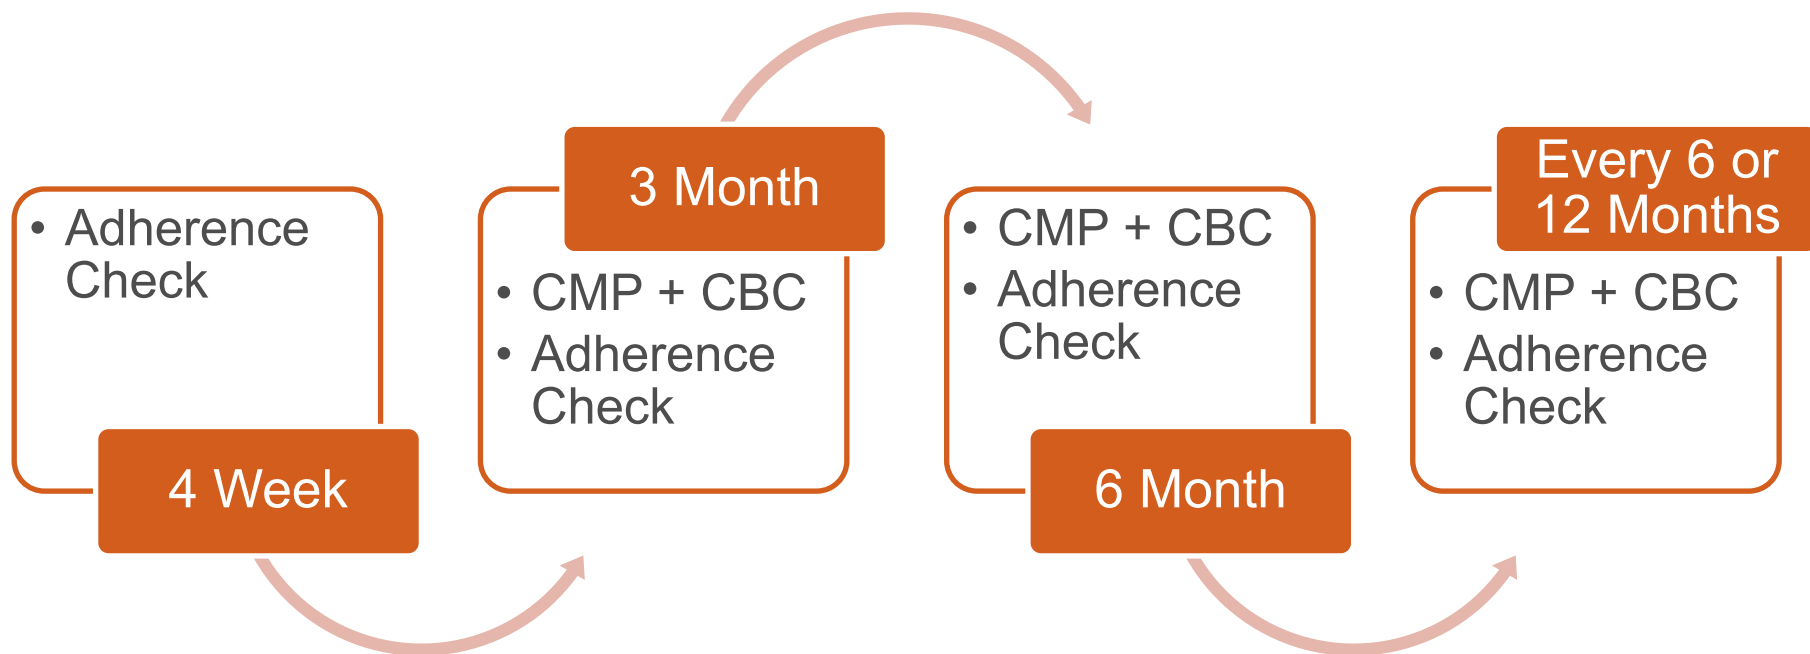 • Adherence
Check
4 Week
3 Month
• CMP + CBC
• Adherence
Check
• CMP + CBC
• Adherence
Check
6 Month
Every 6 or
12 Months
• CMP + CBC
• Adherence
Check